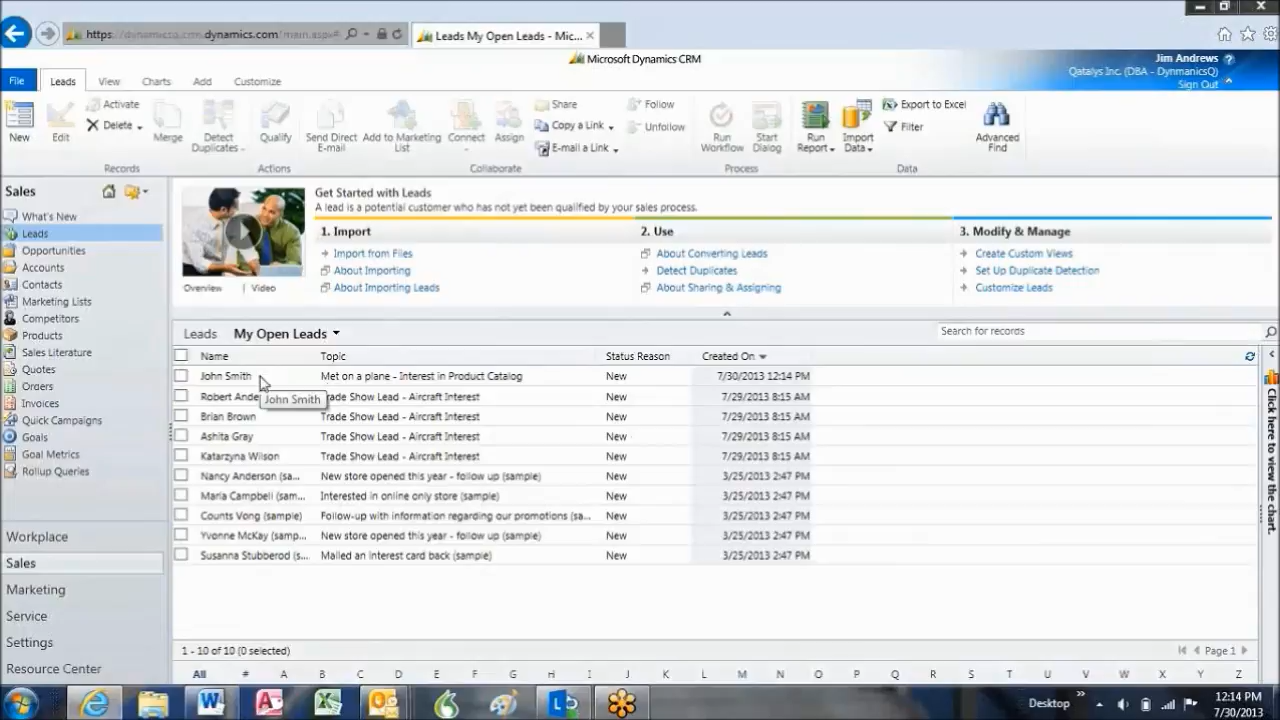 https://dynamicsq.crm.dynamics.com/main.aspx#
Leads My Open Leads - Mic...
Microsoft Dynamics CRM
Jim Andrews
Qatalys Inc. (DBA - DynmanicsQ)
Sign Out
File Leads View Charts Add Customize
New
Edit
Activate
Delete
Merge
Detect Duplicates
Records
Qualify
Actions
Send Direct E-mail
Add to Marketing List
Connect
Assign
Share
Copy a Link
E-mail a Link
Collaborate
Follow
Unfollow
Run Workflow
Start Dialog
Process
Run Report
Import Data
Export to Excel
Filter
Data
Advanced Find
Sales
What's New
Leads
Opportunities
Accounts
Contacts
Marketing Lists
Competitors
Products
Sales Literature
Quotes
Orders
Invoices
Quick Campaigns
Goals
Goal Metrics
Rollup Queries
Workplace
Sales
Marketing
Service
Settings
Resource Center
Get Started with Leads
A lead is a potential customer who has not yet been qualified by your sales process.
Overview | Video
1. Import
Import from Files
About Importing
About Importing Leads
2. Use
About Converting Leads
Detect Duplicates
About Sharing & Assigning
3. Modify & Manage
Create Custom Views
Set Up Duplicate Detection
Customize Leads
Leads My Open Leads
Search for records
Name Topic Status Reason Created On
John Smith Met on a plane - Interest in Product Catalog New 7/30/2013 12:14 PM
John Smith
Robert Ande rade Show Lead - Aircraft Interest New 7/29/2013 8:15 AM
Brian Brown Trade Show Lead - Aircraft Interest New 7/29/2013 8:15 AM
Ashita Gray Trade Show Lead - Aircraft Interest New 7/29/2013 8:15 AM
Katarzyna Wilson Trade Show Lead - Aircraft Interest New 7/29/2013 8:15 AM
Nancy Anderson (sa... New store opened this year - follow up (sample) New 3/25/2013 2:47 PM
Maria Campbell (sam... Interested in online only store (sample) New 3/25/2013 2:47 PM
Counts Vong (sample) Follow-up with information regarding our promotions (sa... New 3/25/2013 2:47 PM
Yvonne McKay (samp... New store opened this year - follow up (sample) New 3/25/2013 2:47 PM
Susanna Stubberod (s... Mailed an interest card back (sample) New 3/25/2013 2:47 PM
Click here to view the chart.
1 - 10 of 10 (0 selected)
Page 1
All # A B C D E F G H I J K L M N O P Q R S T U V W X Y Z
Desktop
12:14 PM
7/30/2013